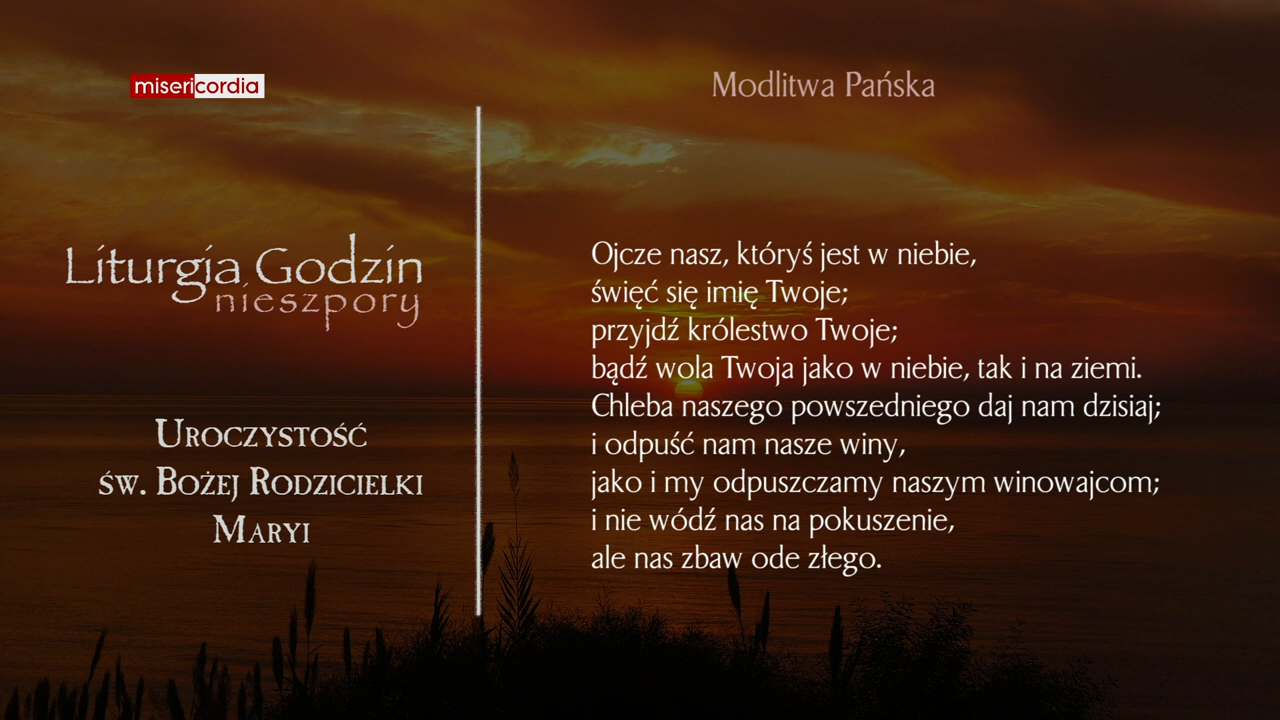 misericordia
Liturgia Godzin
nieszpory
Uroczystość
św. Bożej Rodzicielki
Maryi
Modlitwa Pańska
Ojcze nasz, któryś jest w niebie,
święć się imię Twoje;
przyjdź królestwo Twoje;
bądź wola Twoja jako w niebie, tak i na ziemi.
Chleba naszego powszedniego daj nam dzisiaj;
i odpuść nam nasze winy,
jako i my odpuszczamy naszym winowajcom;
i nie wódź nas na pokuszenie,
ale nas zbaw ode złego.